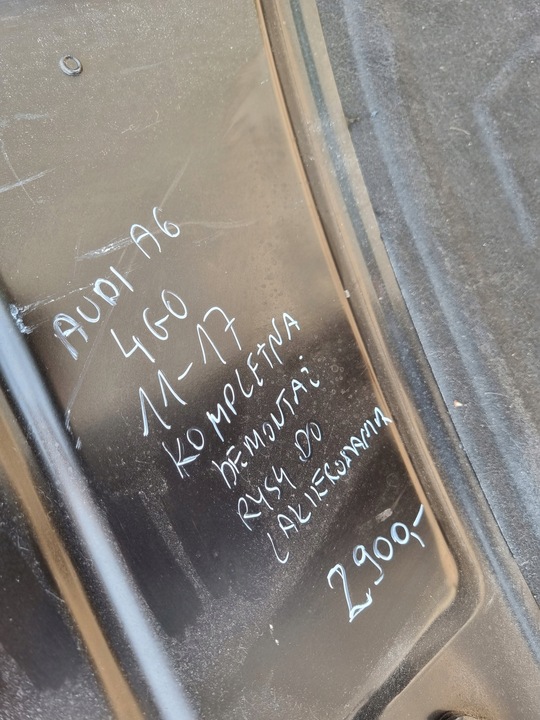 AUDI A6
4G0
11-17
KOMPLETNA
DEMONTAŻ
RYSY DO
LAKIEROWANIA
2900,-